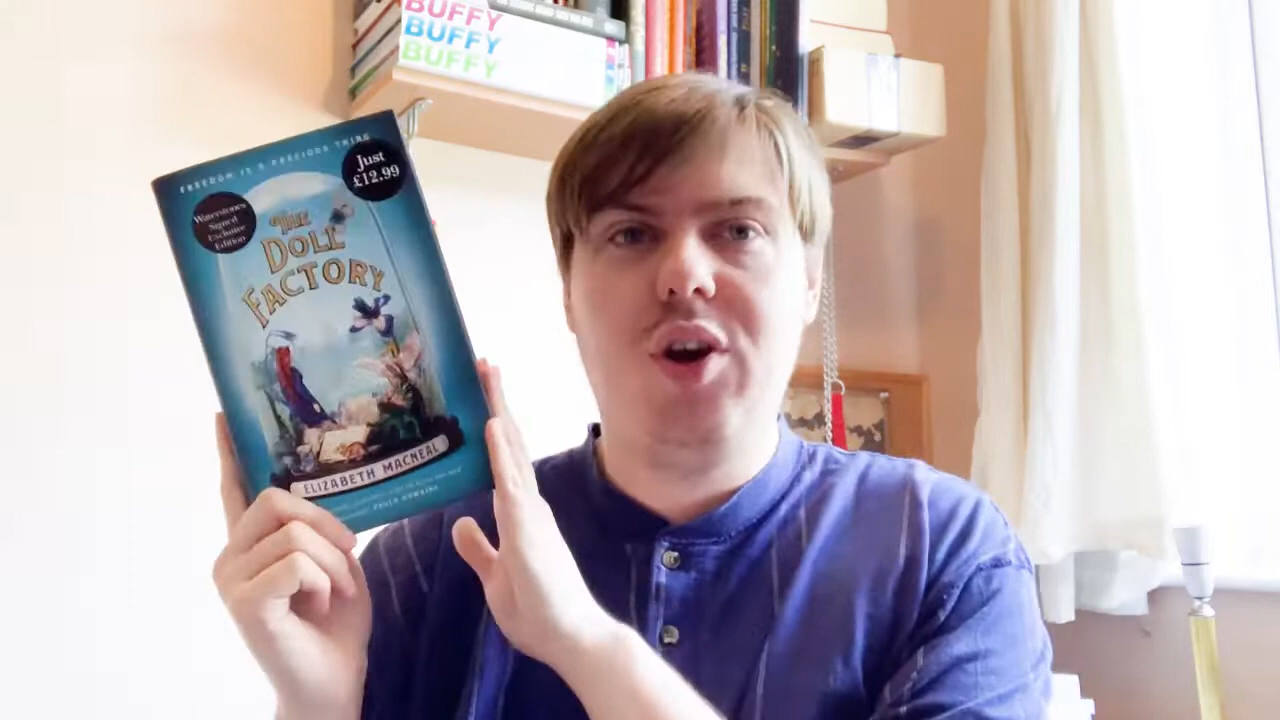 BUFFY
BUFFY
BUFFY
FREEDOM IS A PRECIOUS THING
Just
£12.99
Waterstones
Signed
Exclusive
Edition
THE
DOLL
FACTORY
ELIZABETH MACNEAL
PAULA HAWKINS